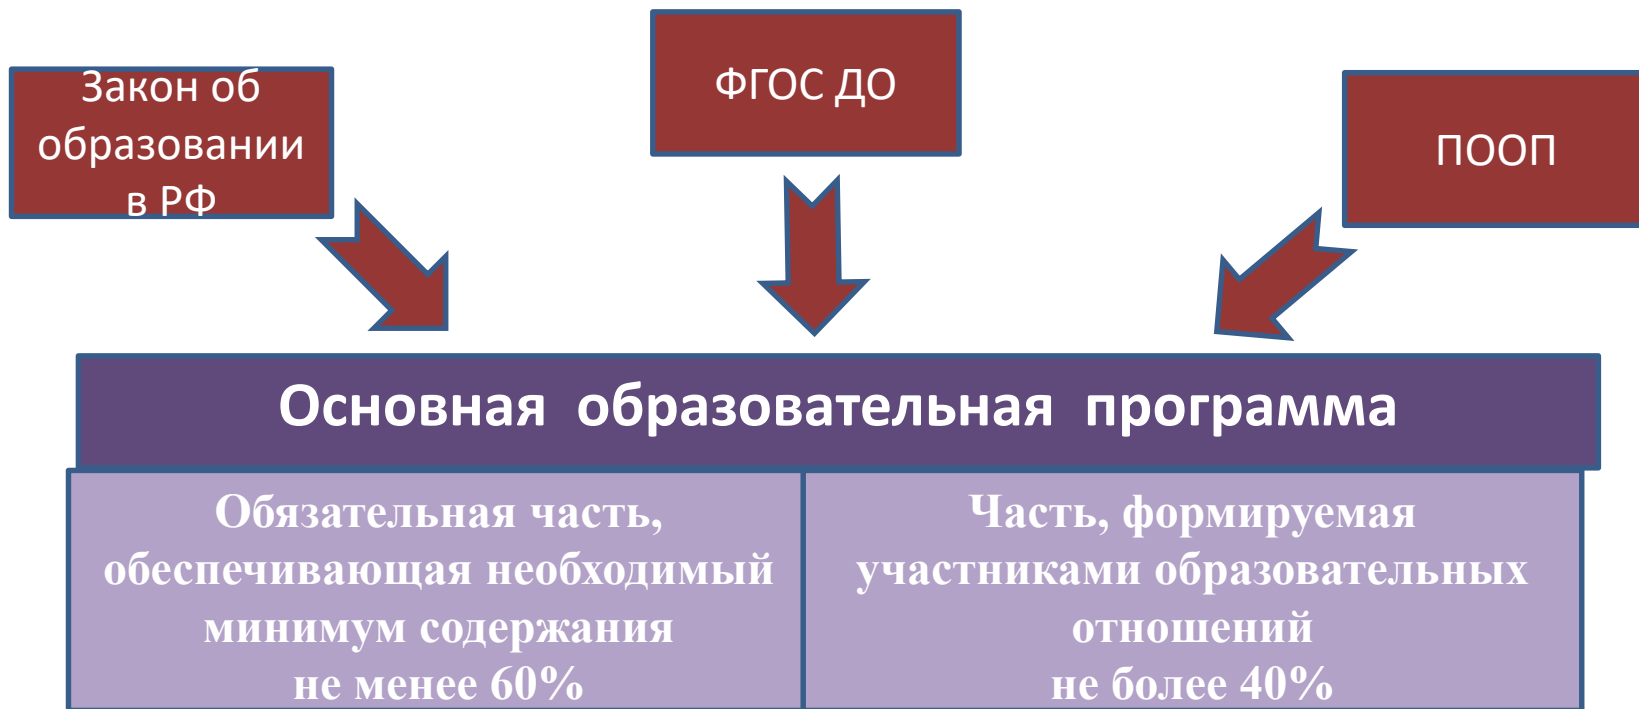 Закон об
образовании
в РФ
ФГОС ДО
ПООП
Основная образовательная программа
Обязательная часть,
обеспечивающая необходимый
минимум содержания
не менее 60%
Часть, формируемая
участниками образовательных
отношений
не более 40%